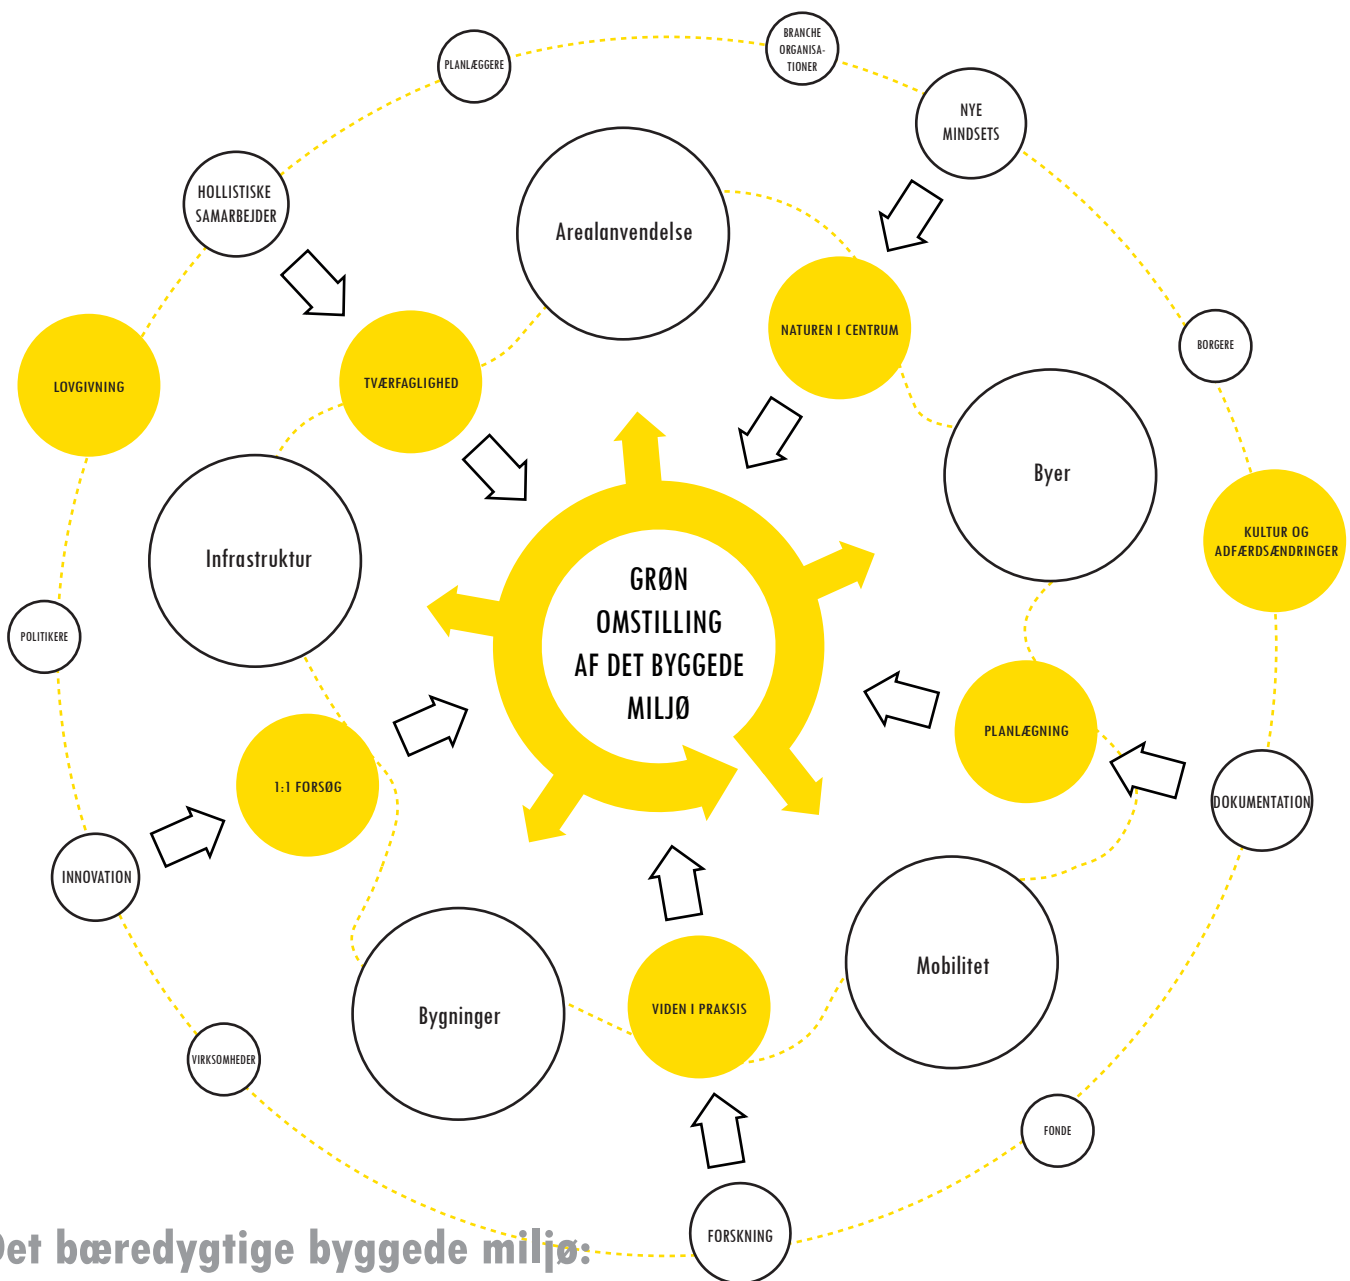 BRANCHE
ORGANISA-
TIONER
PLANLÆGGERE
NYE
MINDSETS
HOLLISTISKE
SAMARBEJDER
Arealanvendelse
NATUREN I CENTRUM
BORGERE
LOVGIVNING
TVÆRFAGLIGHED
Byer
KULTUR OG
ADFÆRDSÆNDRINGER
Infrastruktur
GRØN
OMSTILLING
AF DET BYGGEDE
MILJØ
POLITIKERE
PLANLÆGNING
1:1 FORSØG
DOKUMENTATION
INNOVATION
Mobilitet
VIDEN I PRAKSIS
Bygninger
VIRKSOMHEDER
FONDE
FORSKNING
Det bæredygtige byggede miljø: